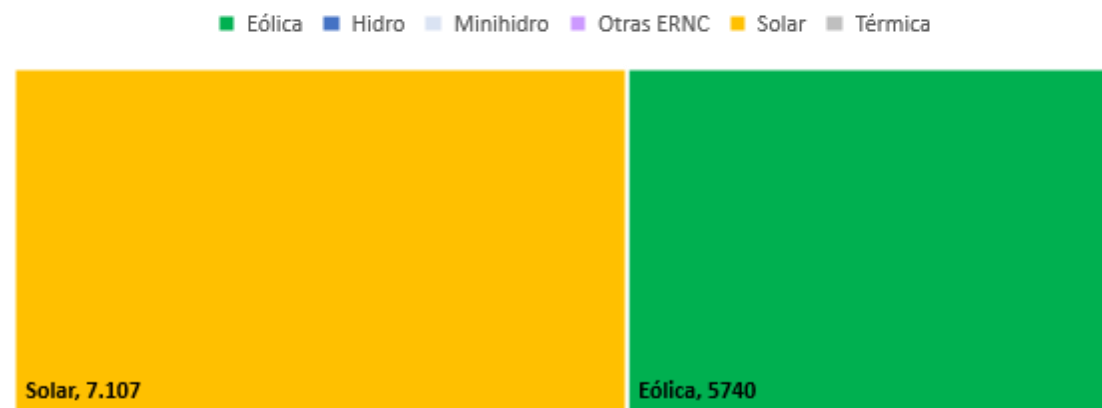 Eólica Hidro Minihidro Otras ERNC Solar Térmica
Solar, 7.107 Eólica, 5740